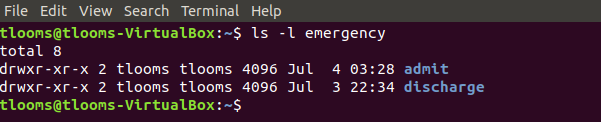 File Edit View Search Terminal Help
tlooms@tlooms-VirtualBox:~$ ls -l emergency
total 8
drwxr-xr-x 2 tlooms tlooms 4096 Jul  4 03:28 admit
drwxr-xr-x 2 tlooms tlooms 4096 Jul  3 22:34 discharge
tlooms@tlooms-VirtualBox:~$